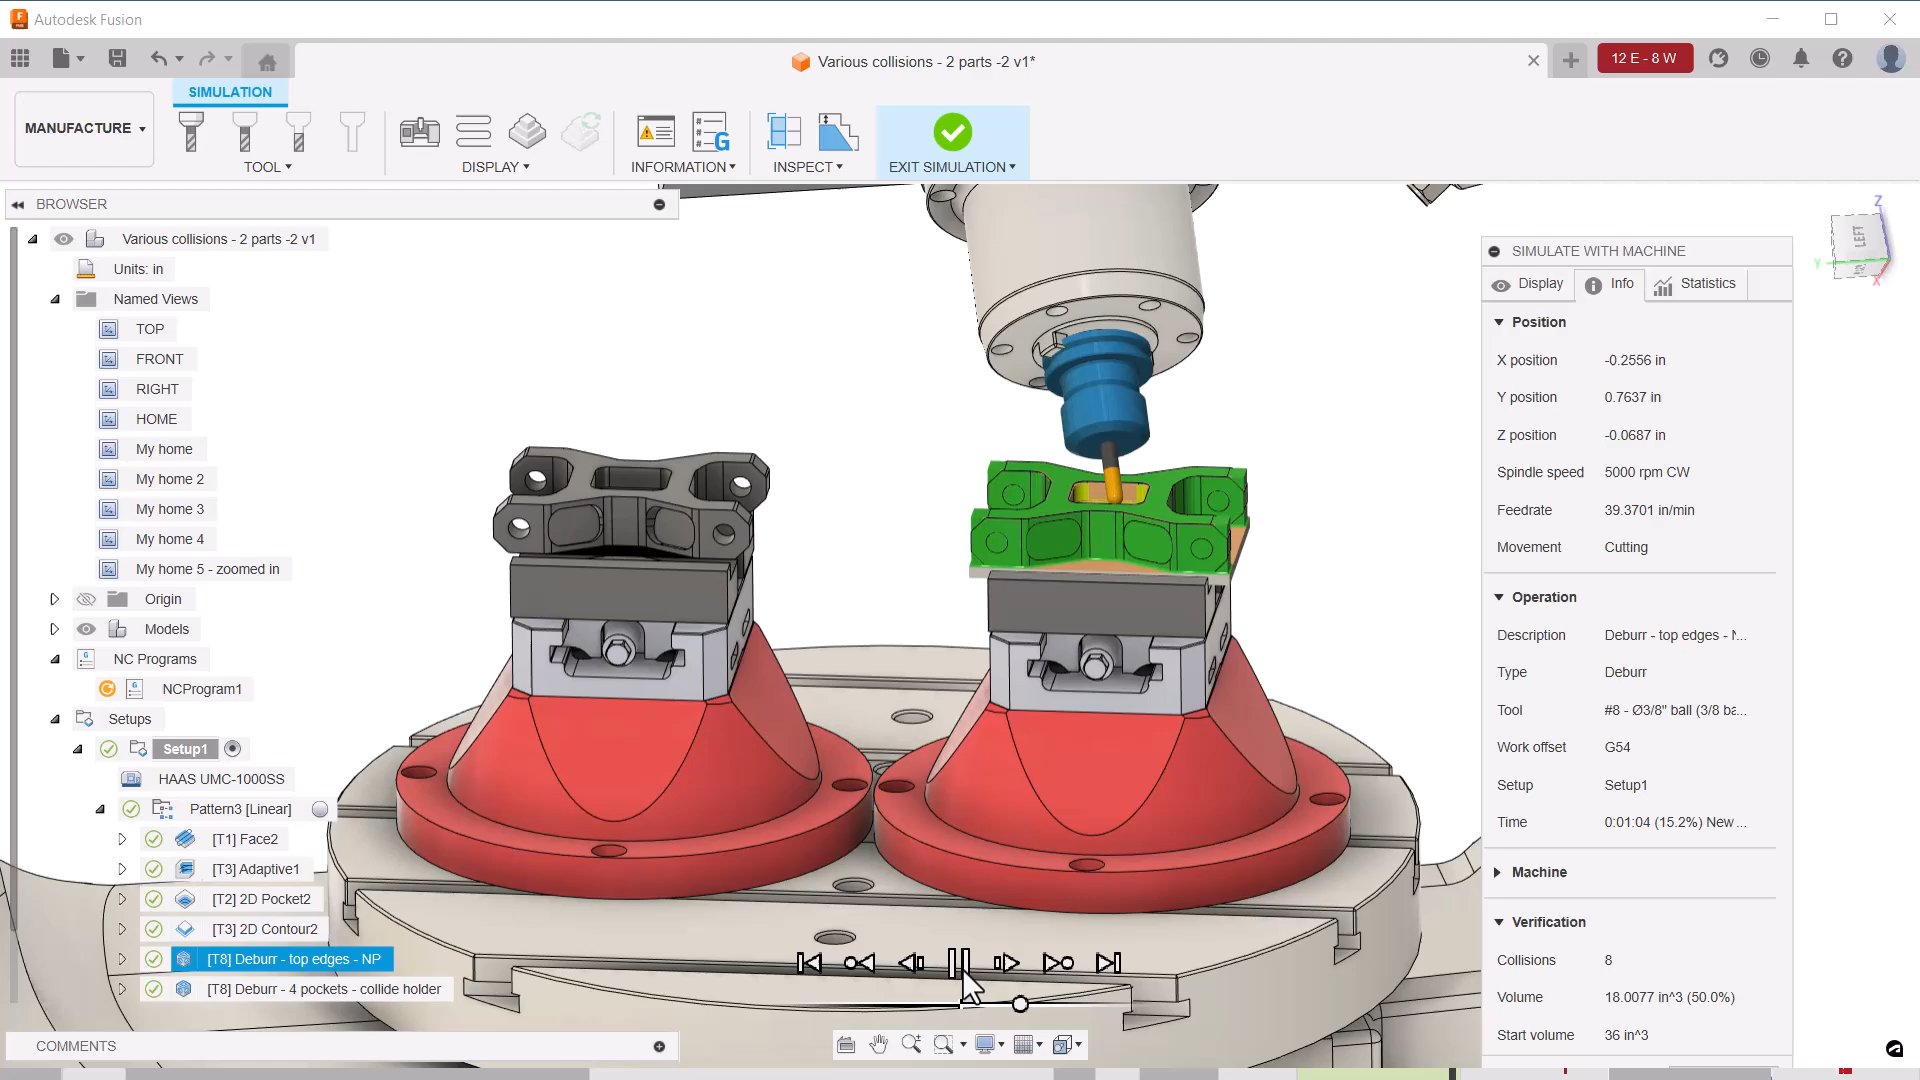 Autodesk Fusion
Various collisions - 2 parts -2 v1*
12 E - 8 W
MANUFACTURE
SIMULATION
TOOL
DISPLAY
INFORMATION
INSPECT
EXIT SIMULATION
BROWSER
Various collisions - 2 parts -2 v1
Units: in
Named Views
TOP
FRONT
RIGHT
HOME
My home
My home 2
My home 3
My home 4
My home 5 - zoomed in
Origin
Models
NC Programs
NCProgram1
Setups
Setup1
HAAS UMC-1000SS
Pattern3 [Linear]
[T1] Face2
[T3] Adaptive1
[T2] 2D Pocket2
[T3] 2D Contour2
[T8] Deburr - top edges - NP
[T8] Deburr - 4 pockets - collide holder
COMMENTS
Z
LEFT
Y
X
SIMULATE WITH MACHINE
Display
Info
Statistics
Position
X position -0.2556 in
Y position 0.7637 in
Z position -0.0687 in
Spindle speed 5000 rpm CW
Feedrate 39.3701 in/min
Movement Cutting
Operation
Description Deburr - top edges - N...
Type Deburr
Tool #8 - Ø3/8" ball (3/8 ba...
Work offset G54
Setup Setup1
Time 0:01:04 (15.2%) New ...
Machine
Verification
Collisions 8
Volume 18.0077 in^3 (50.0%)
Start volume 36 in^3